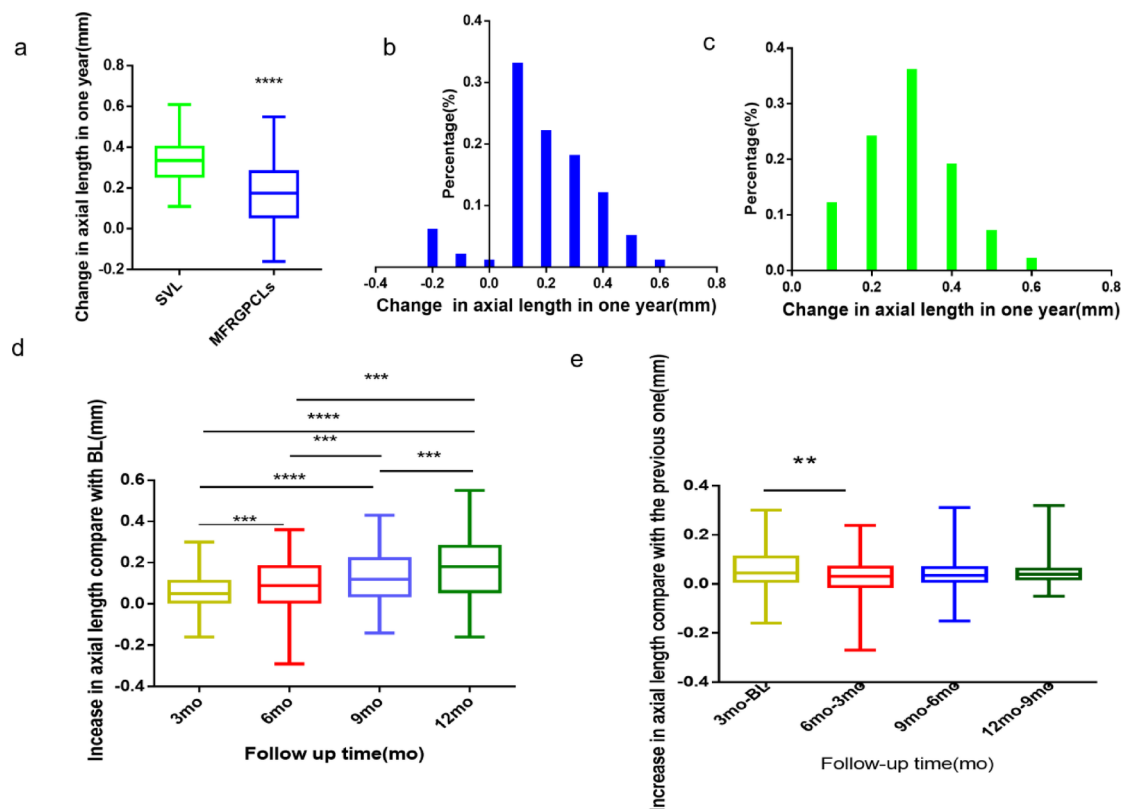 a
Change in axial length in one year(mm)
0.8
0.6
0.4
0.2
0.0
-0.2
****
SVL
MFRGPCLs
b
Percentage(%)
0.4
0.3
0.2
0.1
-0.4
-0.2
0.0
0.2
0.4
0.6
0.8
Change in axial length in one year(mm)
c
Percentage(%)
0.4
0.3
0.2
0.1
0.0
0.0
0.2
0.4
0.6
0.8
Change in axial length in one year(mm)
d
Incease in axial length compare with BL(mm)
***
****
***
***
****
***
0.6
0.4
0.2
0.0
-0.2
-0.4
3mo
6mo
9mo
12mo
Follow up time(mo)
e
Increase in axial length compare with the previous one(mm)
**
0.4
0.2
0.0
-0.2
-0.4
3mo-BL
6mo-3mo
9mo-6mo
12mo-9mo
Follow-up time(mo)